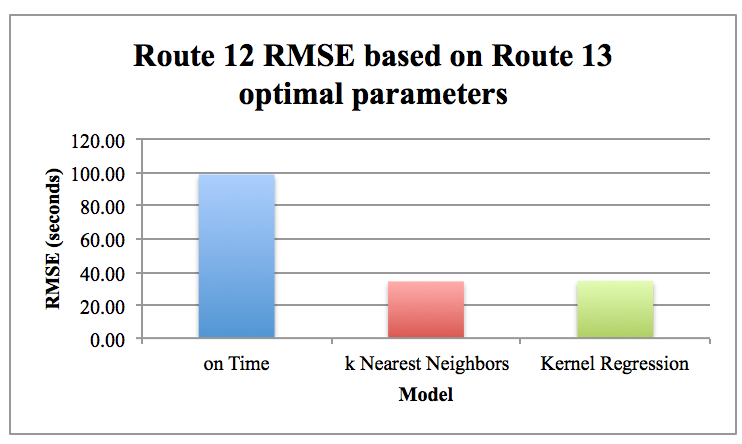 Route 12 RMSE based on Route 13
optimal parameters
RMSE (seconds)
120.00
100.00
80.00
60.00
40.00
20.00
0.00
on Time
k Nearest Neighbors
Kernel Regression
Model